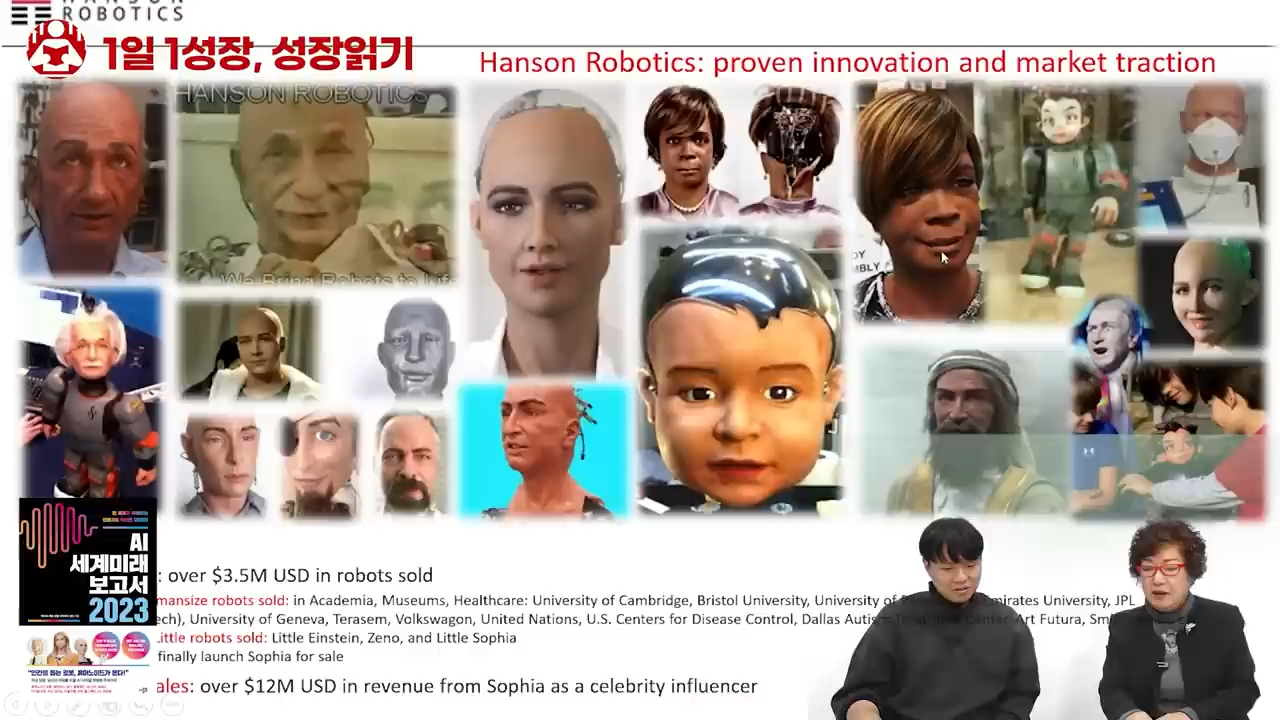 HANSON
ROBOTICS
1일 1성장, 성장읽기
Hanson Robotics: proven innovation and market traction
HANSON ROBOTICS
We Bring Robots to Life
AI
세계미래
보고서
2023
: over $3.5M USD in robots sold
mansize robots sold: in Academia, Museums, Healthcare: University of Cambridge, Bristol University, University of Emirates University, JPL
ech), University of Geneva, Terasem, Volkswagon, United Nations, U.S. Centers for Disease Control, Dallas Autis Art Futura, Sm
Little robots sold: Little Einstein, Zeno, and Little Sophia
finally launch Sophia for sale
ales: over $12M USD in revenue from Sophia as a celebrity influencer